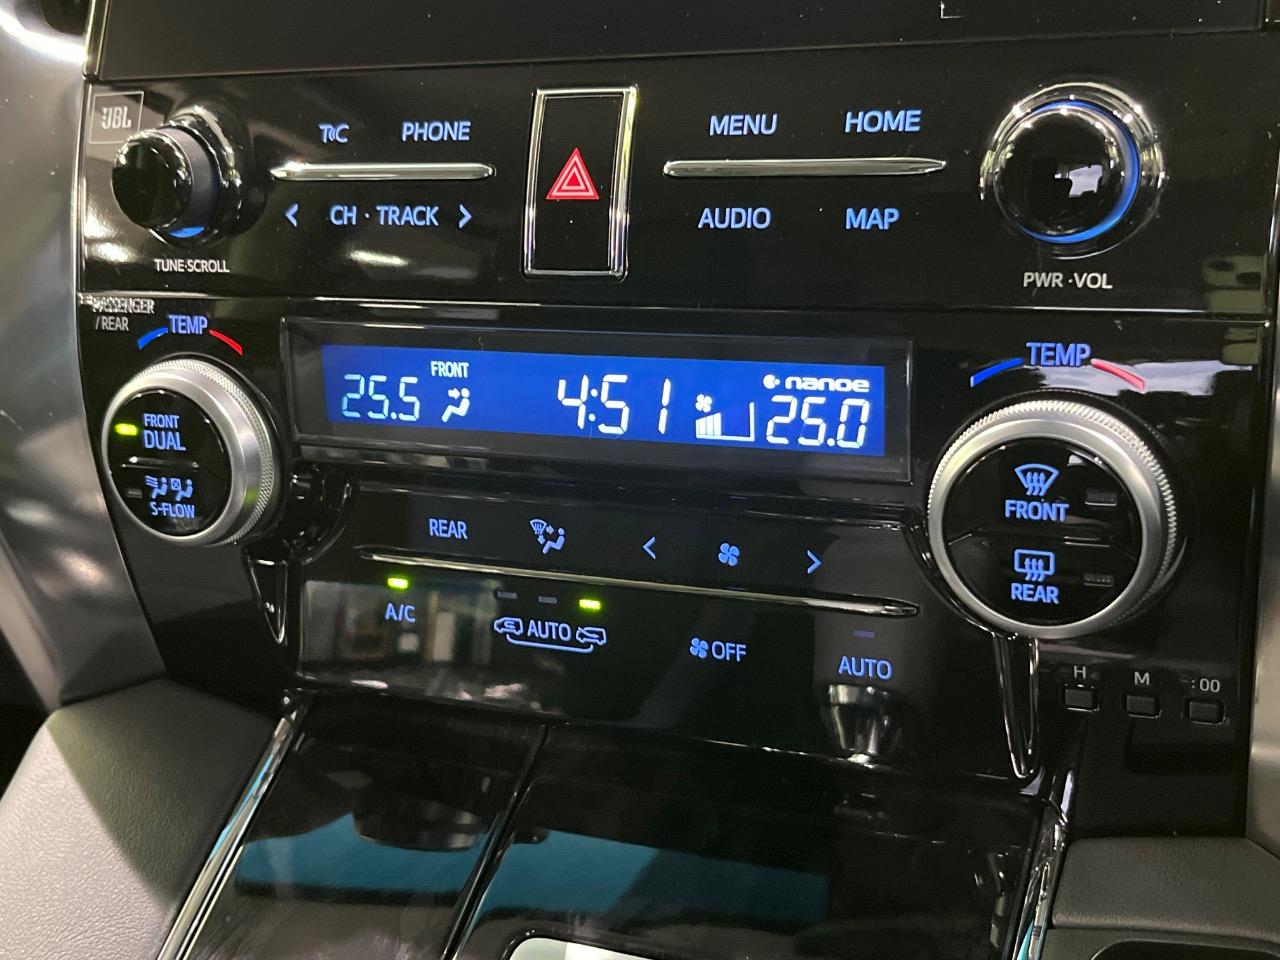 JBL
T&C PHONE
MENU HOME
< CH · TRACK >
AUDIO MAP
TUNE·SCROLL
PWR·VOL
PASSENGER
/REAR
TEMP
TEMP
FRONT
nanoe
25.5
4:51
25.0
FRONT
DUAL
S-FLOW
FRONT
REAR
REAR
A/C
AUTO
OFF
AUTO
H M :00